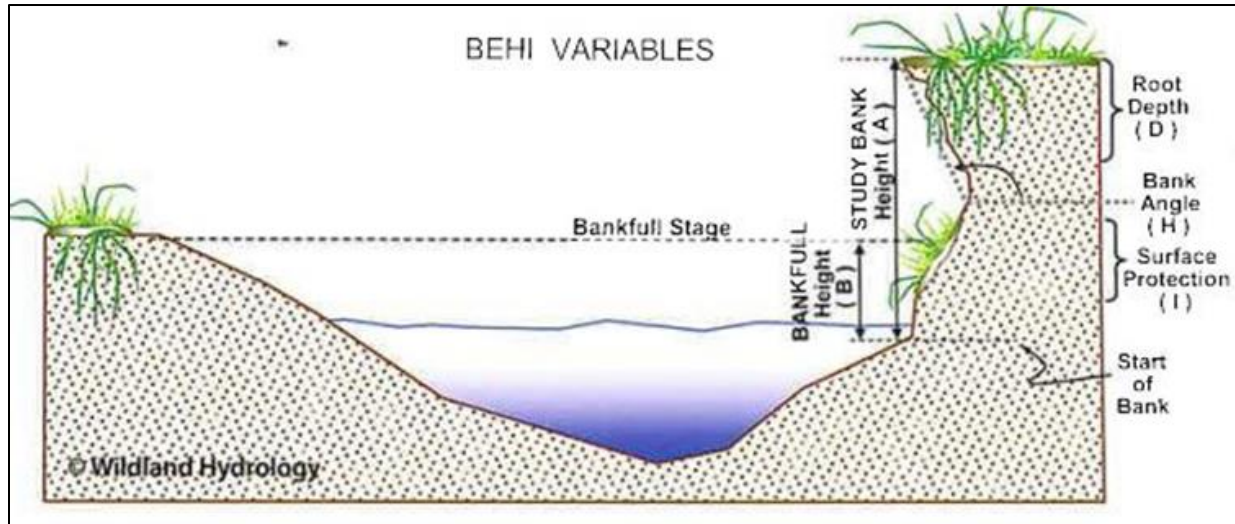 BEHI VARIABLES
STUDY BANK
Height ( A )
BANKFULL
Height
( B )
Bankfull Stage
Root
Depth
( D )
Bank
Angle
( H )
Surface
Protection
( I )
Start
of
Bank
© Wildland Hydrology